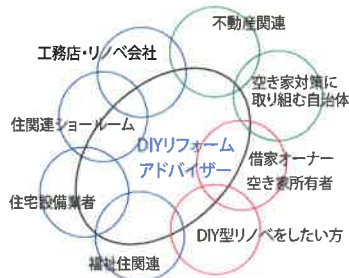 不動産関連
工務店・リノベ会社
空き家対策に
取り組む自治体
住関連ショールーム
DIYリフォーム
アドバイザー
借家オーナー
空き家所有者
住宅設備業者
DIY型リノベをしたい方
福祉住関連